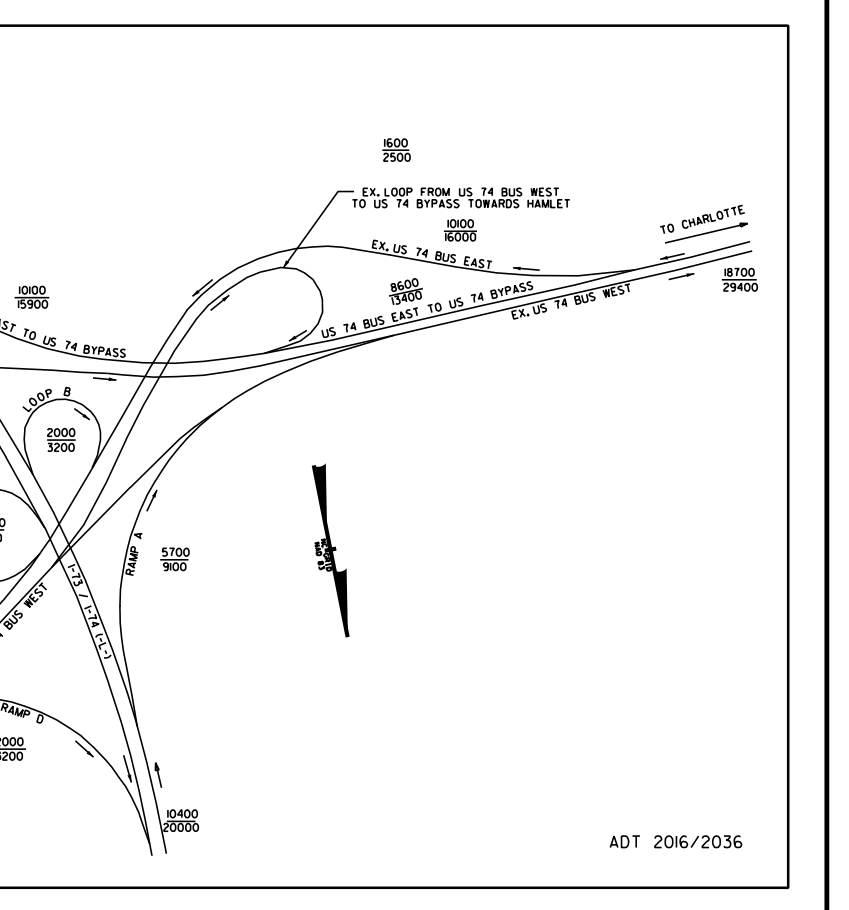 1600
2500
EX. LOOP FROM US 74 BUS WEST
TO US 74 BYPASS TOWARDS HAMLET
TO CHARLOTTE
10100
16000
EX. US 74 BUS EAST
18700
29400
8600
13400
US 74 BUS EAST TO US 74 BYPASS
EX. US 74 BUS WEST
10100
15900
ST TO US 74 BYPASS
LOOP B
2000
3200
NAD 83
RAMP A
5700
9100
I-73 / I-74 (-L-)
BUS WEST
RAMP D
2000
200
10400
20000
ADT 2016/2036